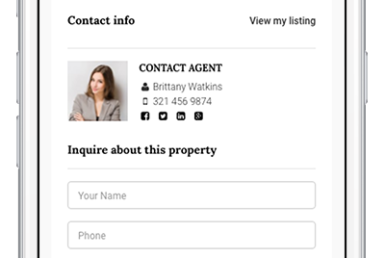 Contact info
View my listing
CONTACT AGENT
Brittany Watkins
321 456 9874
Inquire about this property
Your Name
Phone